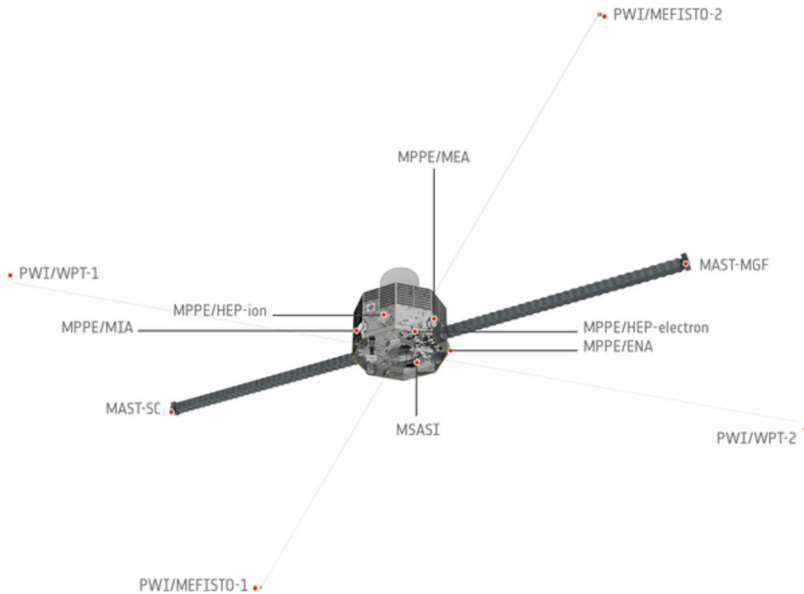 PWI/MEFISTO-2
MPPE/MEA
PWI/WPT-1
MAST-MGF
MPPE/HEP-ion
MPPE/MIA
MPPE/HEP-electron
MPPE/ENA
MAST-SC
MSASI
PWI/WPT-2
PWI/MEFISTO-1